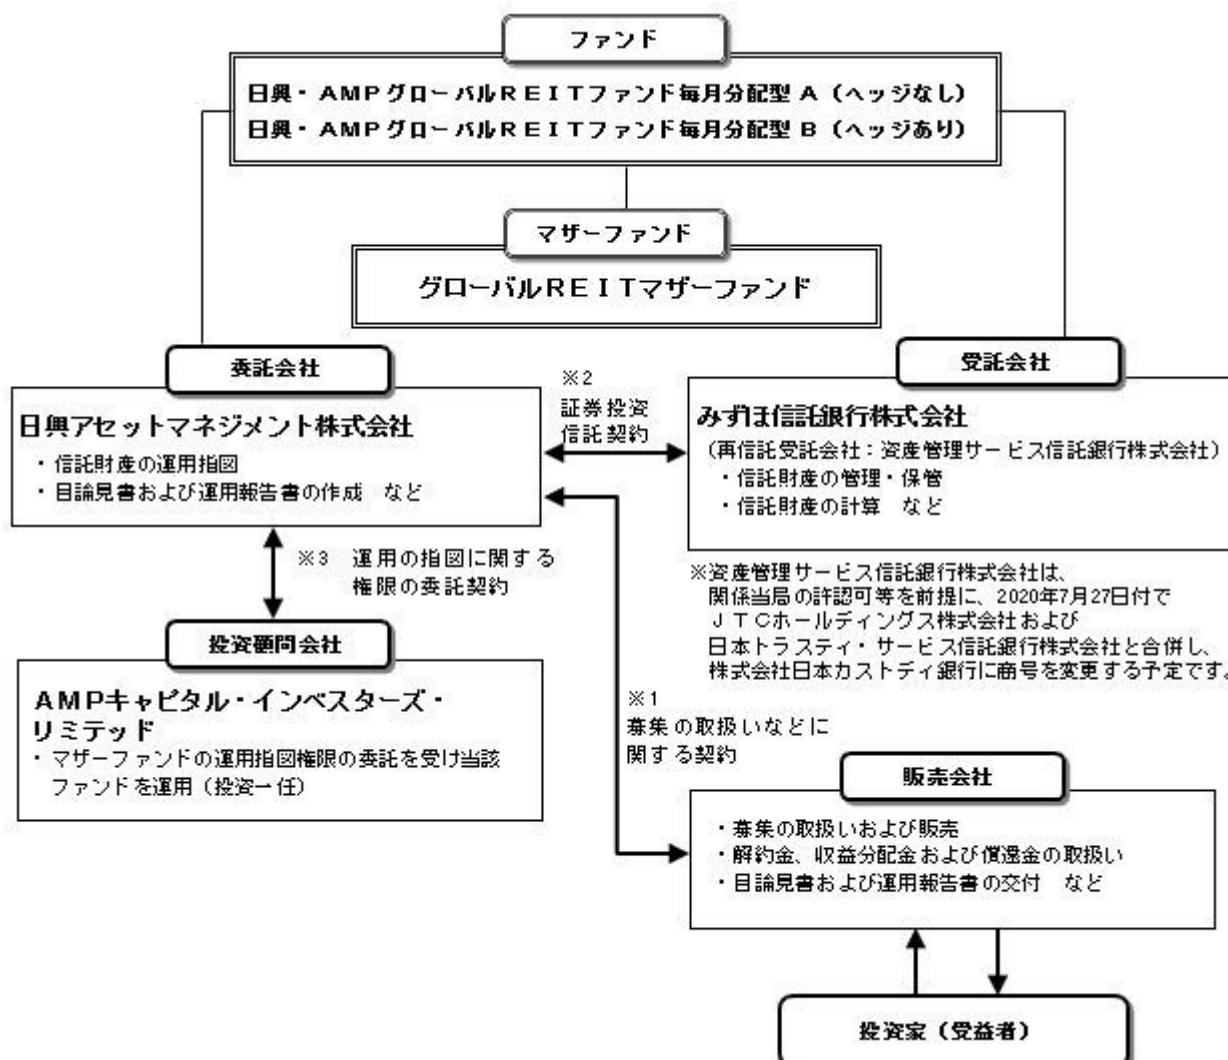 ファンド
日興・AMPグローバルREITファンド毎月分配型A（ヘッジなし）
日興・AMPグローバルREITファンド毎月分配型B（ヘッジあり）
マザーファンド
グローバルREITマザーファンド
委託会社
日興アセットマネジメント株式会社
・信託財産の運用指図
・目論見書および運用報告書の作成　など
※2
証券投資
信託契約
受託会社
みずほ信託銀行株式会社
（再信託受託会社：資産管理サービス信託銀行株式会社）
・信託財産の管理・保管
・信託財産の計算　など
※資産管理サービス信託銀行株式会社は、
関係当局の許認可等を前提に、2020年7月27日付で
ＪＴＣホールディングス株式会社および
日本トラスティ・サービス信託銀行株式会社と合併し、
株式会社日本カストディ銀行に商号を変更する予定です。
※3　運用の指図に関する
権限の委託契約
投資顧問会社
AMPキャピタル・インベスターズ・
リミテッド
・マザーファンドの運用指図権限の委託を受け当該
ファンドを運用（投資一任）
※1
募集の取扱いなどに
関する契約
販売会社
・募集の取扱いおよび販売
・解約金、収益分配金および償還金の取扱い
・目論見書および運用報告書の交付　など
投資家（受益者）